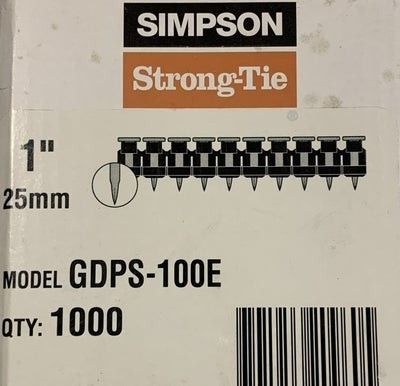 SIMPSON
Strong-Tie
®
1"
25mm
MODEL GDPS-100E
QTY: 1000